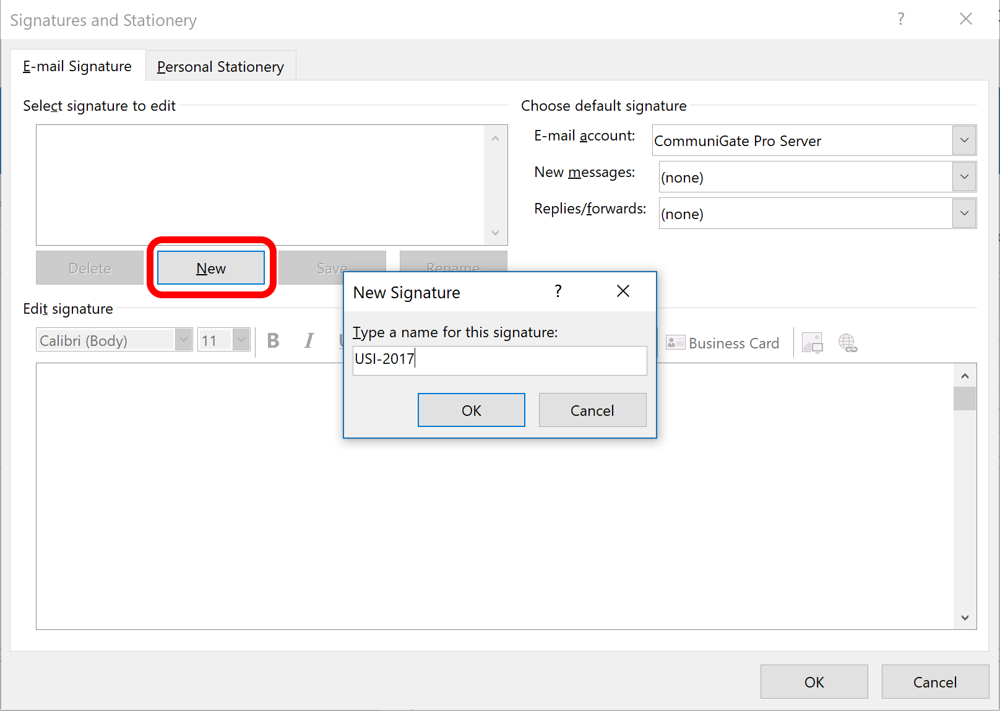 Signatures and Stationery ?
E-mail Signature Personal Stationery
Select signature to edit
Choose default signature
E-mail account: CommuniGate Pro Server
New messages: (none)
Replies/forwards: (none)
Delete New Save Rename
New Signature ?
Type a name for this signature:
USI-2017
OK Cancel
Edit signature
Calibri (Body) 11 B I U Business Card
OK Cancel